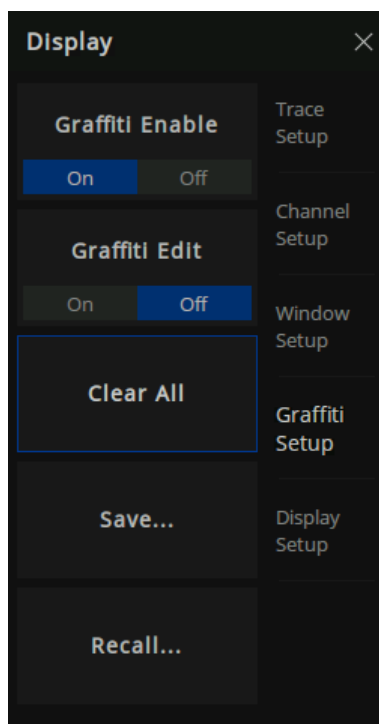 Display
Graffiti Enable
On Off
Graffiti Edit
On Off
Clear All
Save...
Recall...
Trace
Setup
Channel
Setup
Window
Setup
Graffiti
Setup
Display
Setup